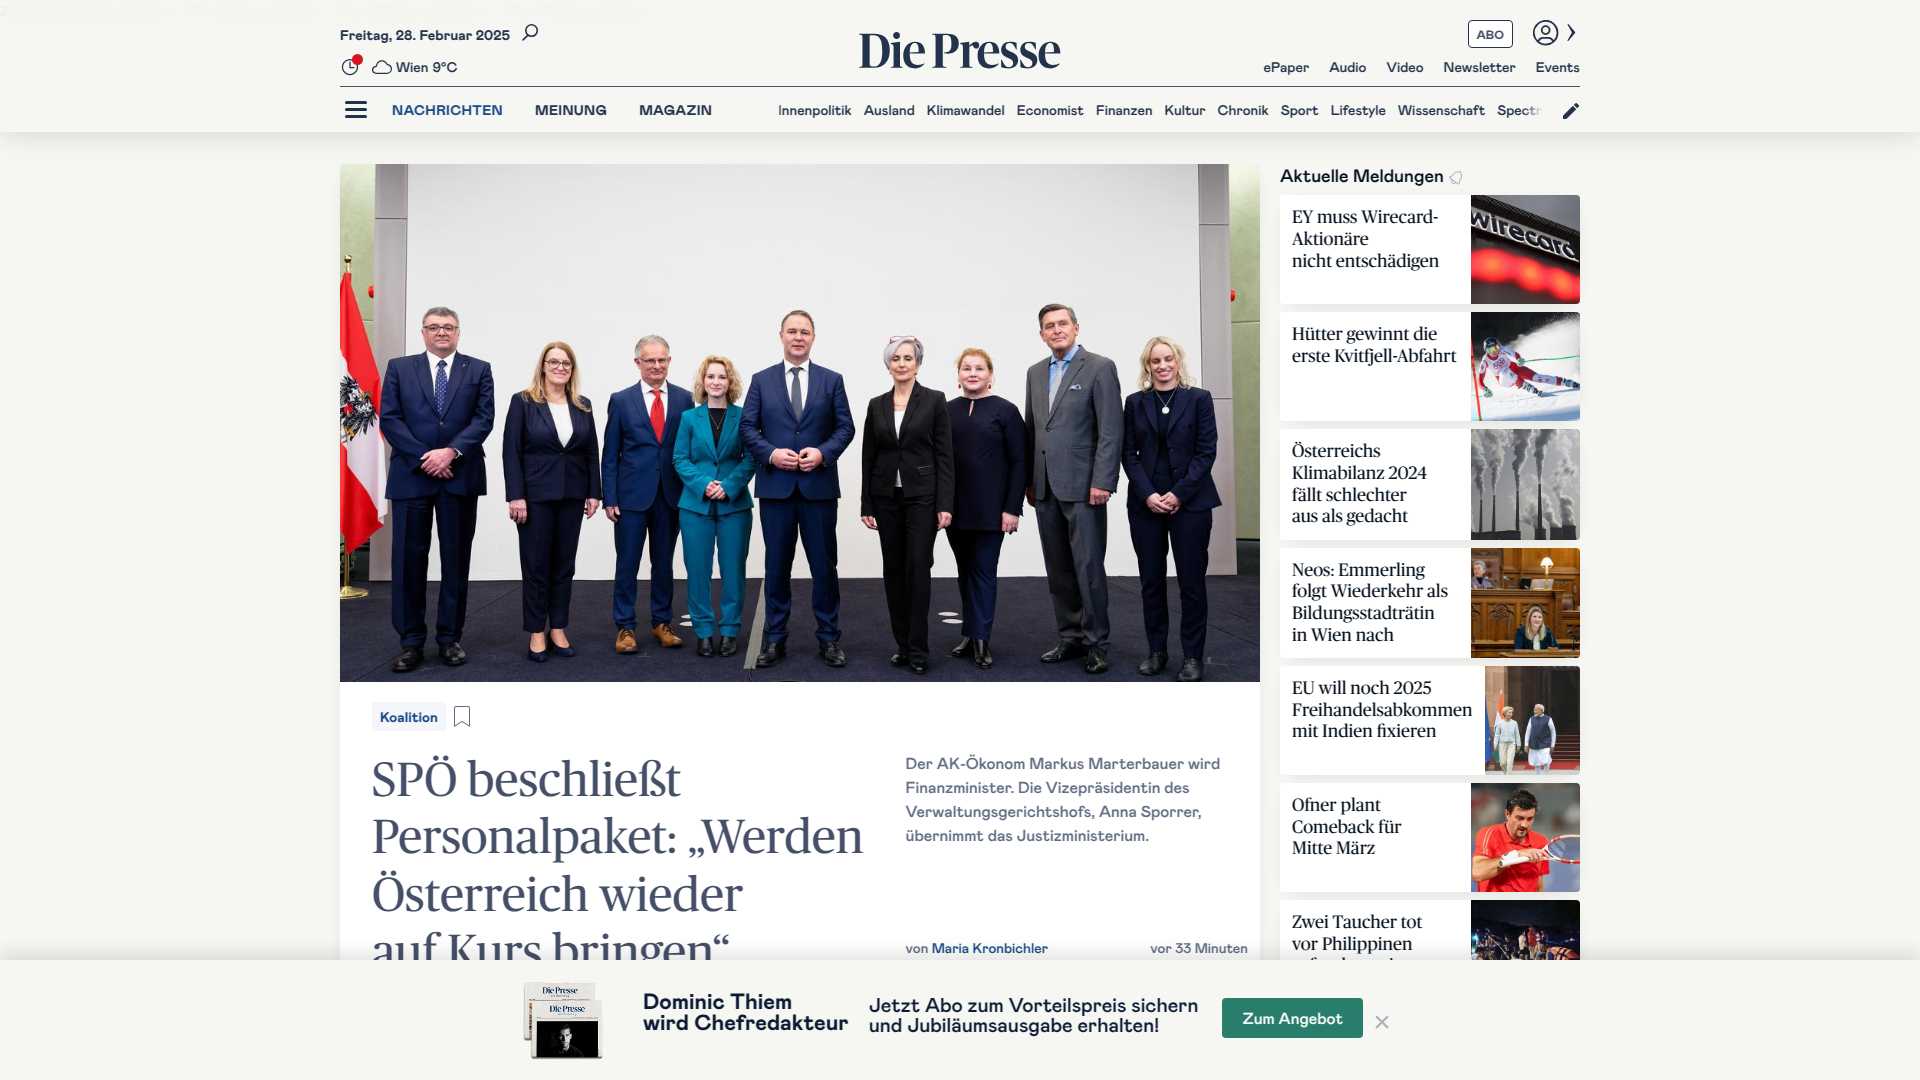 Freitag, 28. Februar 2025
Wien 9°C
Die Presse
ABO
ePaper Audio Video Newsletter Events
NACHRICHTEN MEINUNG MAGAZIN
Innenpolitik Ausland Klimawandel Economist Finanzen Kultur Chronik Sport Lifestyle Wissenschaft Spectr
Koalition
SPÖ beschließt
Personalpaket: „Werden
Österreich wieder
auf Kurs bringen“
Der AK-Ökonom Markus Marterbauer wird
Finanzminister. Die Vizepräsidentin des
Verwaltungsgerichtshofs, Anna Sporrer,
übernimmt das Justizministerium.
von Maria Kronbichler
vor 33 Minuten
Aktuelle Meldungen
EY muss Wirecard-
Aktionäre
nicht entschädigen
wirecard
Hütter gewinnt die
erste Kvitfjell-Abfahrt
Österreichs
Klimabilanz 2024
fällt schlechter
aus als gedacht
Neos: Emmerling
folgt Wiederkehr als
Bildungsstadträtin
in Wien nach
EU will noch 2025
Freihandelsabkommen
mit Indien fixieren
Ofner plant
Comeback für
Mitte März
Zwei Taucher tot
vor Philippinen
Die Presse
Die Presse
Dominic Thiem
wird Chefredakteur
Jetzt Abo zum Vorteilspreis sichern
und Jubiläumsausgabe erhalten!
Zum Angebot